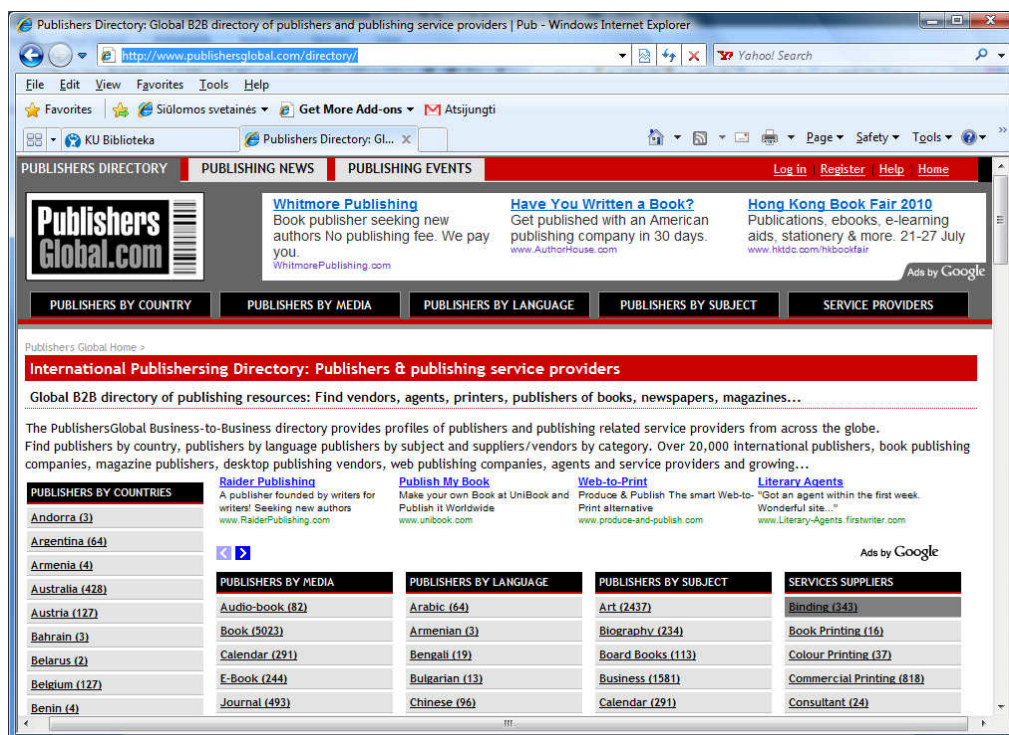 Publishers Directory: Global B2B directory of publishers and publishing service providers | Pub - Windows Internet Explorer
http://www.publishersglobal.com/directory/
Yahoo! Search
File Edit View Favorites Tools Help
Favorites Siūlomos svetainės Get More Add-ons Atsijungti
KU Biblioteka Publishers Directory: Gl... Page Safety Tools
PUBLISHERS DIRECTORY PUBLISHING NEWS PUBLISHING EVENTS Log in Register Help Home
Publishers
Global.com
Whitmore Publishing
Book publisher seeking new
authors No publishing fee. We pay
you.
WhitmorePublishing.com
Have You Written a Book?
Get published with an American
publishing company in 30 days.
www.AuthorHouse.com
Hong Kong Book Fair 2010
Publications, ebooks, e-learning
aids, stationery & more. 21-27 July
www.hktdc.com/hkbookfair
Ads by Google
PUBLISHERS BY COUNTRY PUBLISHERS BY MEDIA PUBLISHERS BY LANGUAGE PUBLISHERS BY SUBJECT SERVICE PROVIDERS
Publishers Global Home >
International Publishersing Directory: Publishers & publishing service providers
Global B2B directory of publishing resources: Find vendors, agents, printers, publishers of books, newspapers, magazines...
The PublishersGlobal Business-to-Business directory provides profiles of publishers and publishing related service providers from across the globe.
Find publishers by country, publishers by language publishers by subject and suppliers/vendors by category. Over 20,000 international publishers, book publishing
companies, magazine publishers, desktop publishing vendors, web publishing companies, agents and service providers and growing...
PUBLISHERS BY COUNTRIES
Andorra (3)
Argentina (64)
Armenia (4)
Australia (428)
Austria (127)
Bahrain (3)
Belarus (2)
Belgium (127)
Benin (4)
Raider Publishing
A publisher founded by writers for
writers! Seeking new authors
www.RaiderPublishing.com
Publish My Book
Make your own Book at UniBook and
Publish it Worldwide
www.unibook.com
Web-to-Print
Produce & Publish The smart Web-to-
Print alternative
www.produce-and-publish.com
Literary Agents
"Got an agent within the first week.
Wonderful site..."
www.Literary-Agents.firstwriter.com
Ads by Google
PUBLISHERS BY MEDIA
Audio-book (82)
Book (5023)
Calendar (291)
E-Book (244)
Journal (493)
PUBLISHERS BY LANGUAGE
Arabic (64)
Armenian (3)
Bengali (19)
Bulgarian (13)
Chinese (96)
PUBLISHERS BY SUBJECT
Art (2437)
Biography (234)
Board Books (113)
Business (1581)
Calendar (291)
SERVICES SUPPLIERS
Binding (343)
Book Printing (16)
Colour Printing (37)
Commercial Printing (818)
Consultant (24)